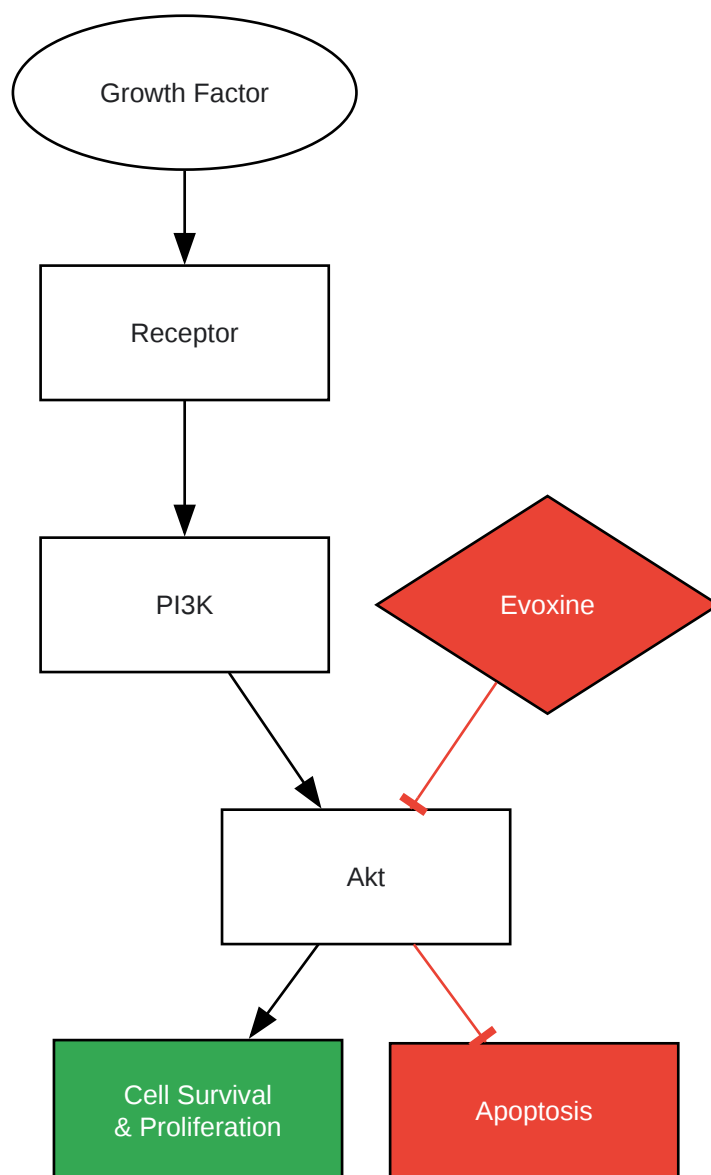 Growth Factor
Receptor
PI3K
Evoxine
Akt
Cell Survival
& Proliferation
Apoptosis